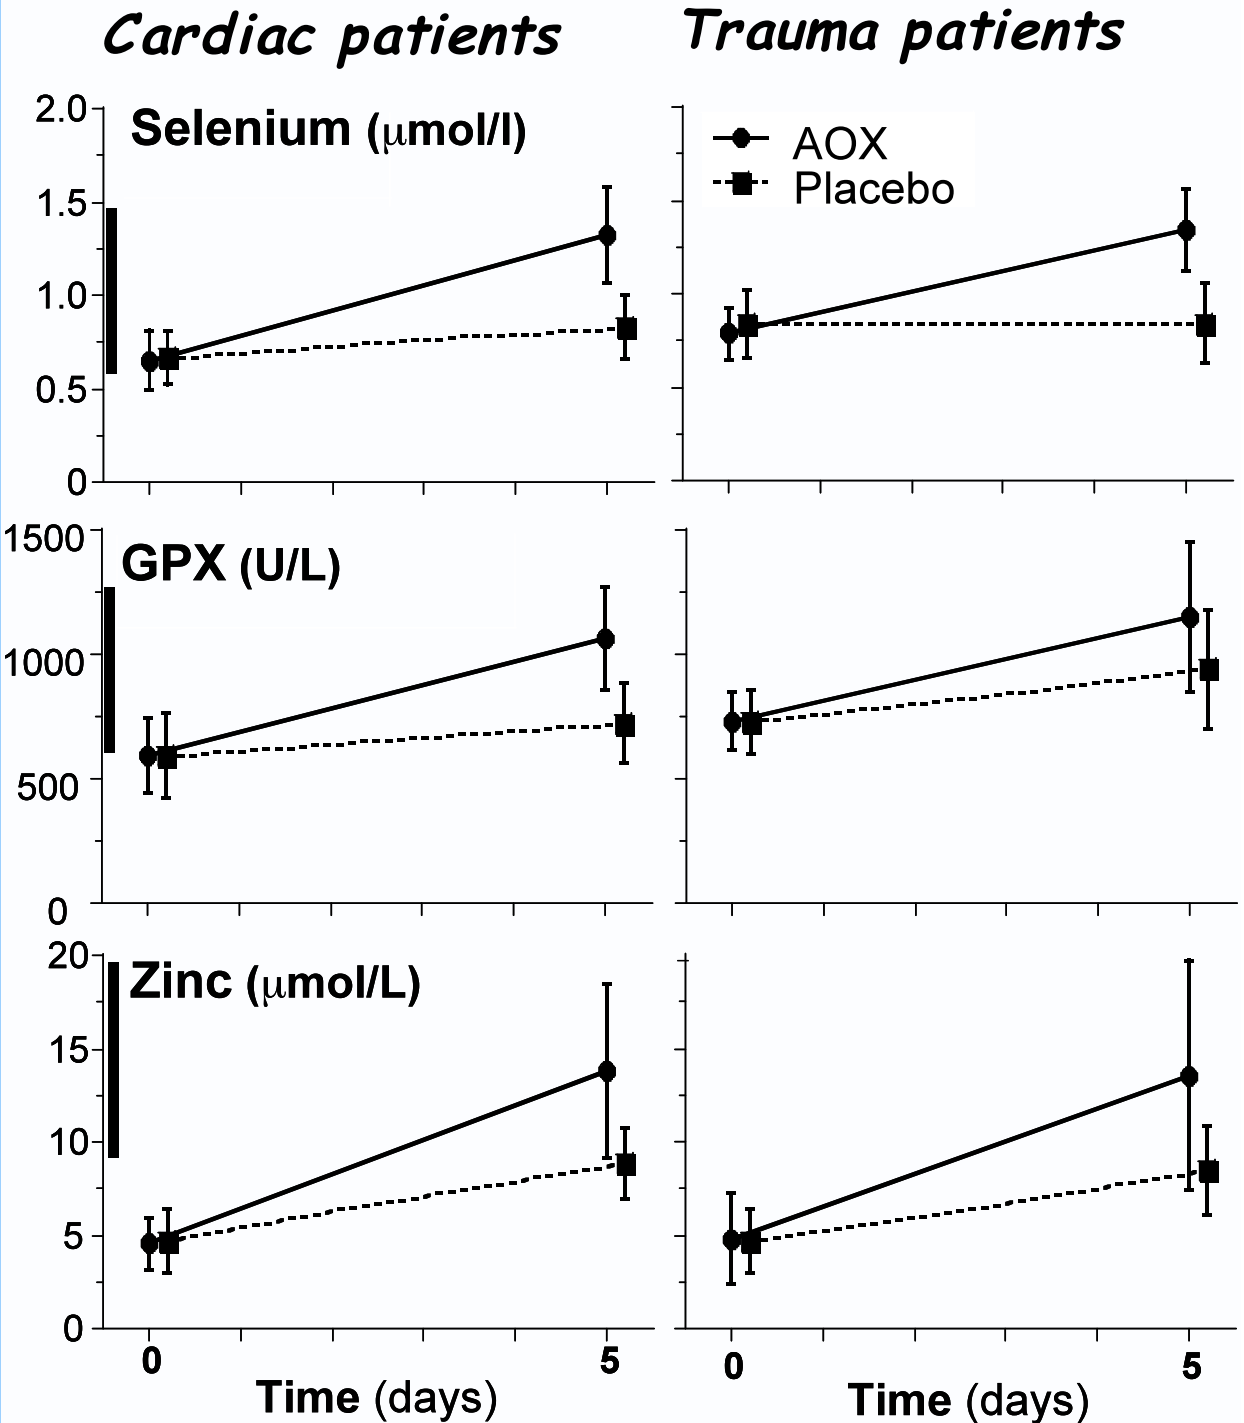 Cardiac patients
Trauma patients
Selenium (μmol/l)
2.0
1.5
1.0
0.5
0
AOX
Placebo
GPX (U/L)
1500
1000
500
0
Zinc (μmol/L)
20
15
10
5
0
0 5
Time (days)
0 5
Time (days)